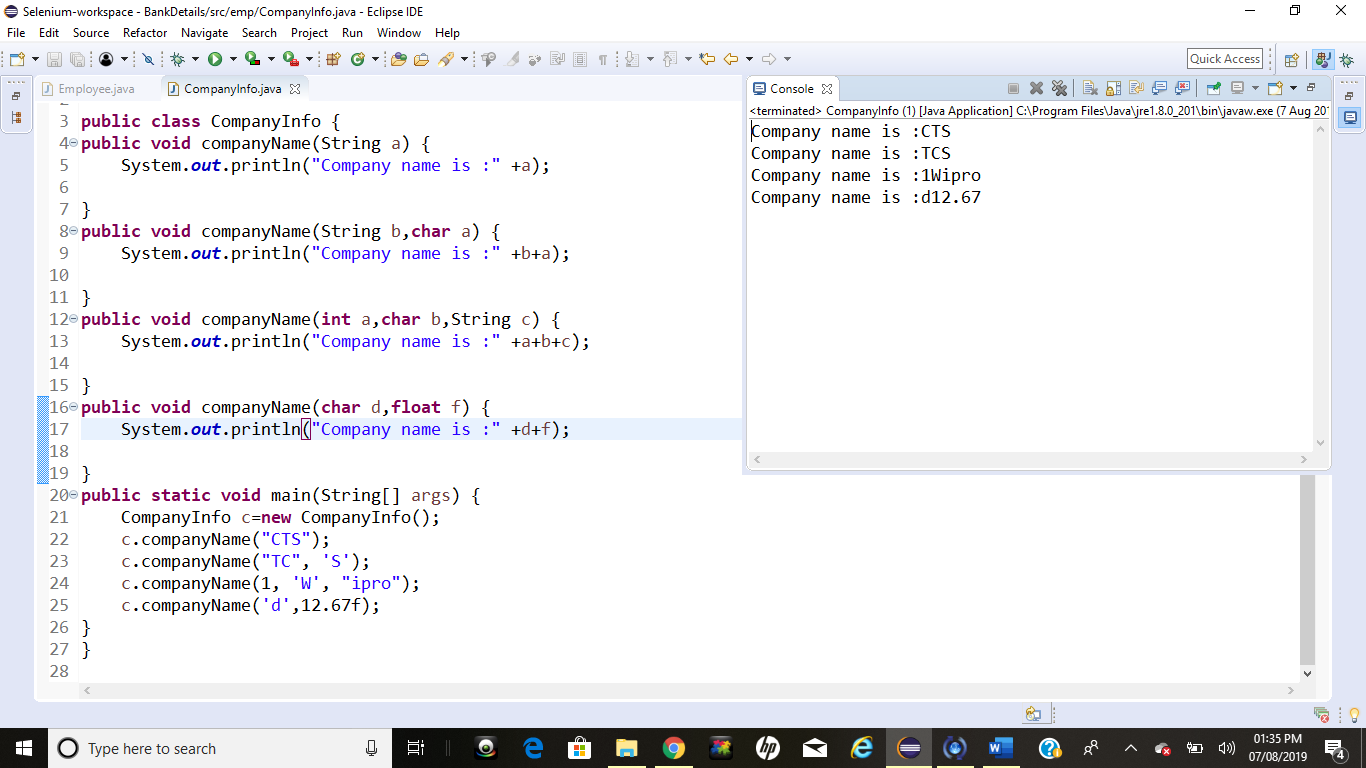 Selenium-workspace - BankDetails/src/emp/CompanyInfo.java - Eclipse IDE
File Edit Source Refactor Navigate Search Project Run Window Help
Quick Access
Employee.java CompanyInfo.java
3 public class CompanyInfo {
4 public void companyName(String a) {
5 System.out.println("Company name is :" +a);
6
7 }
8 public void companyName(String b,char a) {
9 System.out.println("Company name is :" +b+a);
10
11 }
12 public void companyName(int a,char b,String c) {
13 System.out.println("Company name is :" +a+b+c);
14
15 }
16 public void companyName(char d,float f) {
17 System.out.println("Company name is :" +d+f);
18
19 }
20 public static void main(String[] args) {
21 CompanyInfo c=new CompanyInfo();
22 c.companyName("CTS");
23 c.companyName("TC", 'S');
24 c.companyName(1, 'W', "ipro");
25 c.companyName('d',12.67f);
26 }
27 }
28
Console
<terminated> CompanyInfo (1) [Java Application] C:\Program Files\Java\jre1.8.0_201\bin\javaw.exe (7 Aug 201
Company name is :CTS
Company name is :TCS
Company name is :1Wipro
Company name is :d12.67
Type here to search
01:35 PM
07/08/2019
4